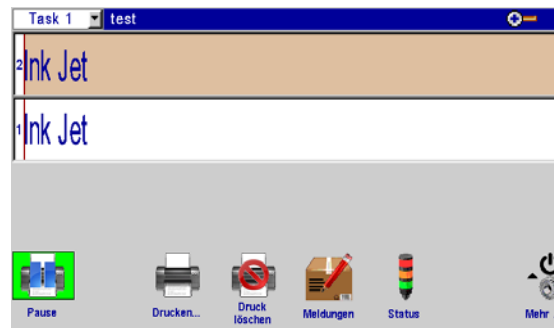 Task 1 test
2 Ink Jet
1 Ink Jet
Pause
Drucken...
Druck
löschen
Meldungen
Status
Mehr